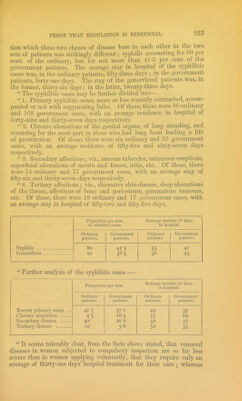 PROOF THAT REGULATION IS BENEFICIAL. 323
tion which these two classes of disease bore to each other in the two
sets of patients was strikingly different; syphilis accounting for 80 per
cent. of the ordinary, but for not more than 41·5 per cent. of the
government patients. The average stay in hospital of the syphilitic
cases was, in the ordinary patients, fifty-three days; in the government
patients, forty-one days. The stay of the gonorrhœal patients was, in
the former, thirty-six days; in the latter, twenty-three days.
"The syphilitic cases may be further divided into—
"1. Primary syphilitic sores, more or less recently contracted, accom-
panied or not with suppurating bubo. Of these, there were 56 ordinary
and 168 government cases, with an average residence in hospital of
forty-nine and thirty-seven days respectively.
"2. Chronic ulcerations of the genital organs, of long standing, and
occurring for the most part in those who had long been leading a life
of prostitution. Of these, there were six ordinary and 32 government
cases, with an average residence of fifty-five and sixty-seven days
respectively.
"3. Secondary affections; viz. mucous tubercles, cutaneous eruptions,
superficial ulcerations of mouth and fauces, iritis, etc. Of these, there
were 54 ordinary and 77 government cases, with an average stay of
fifty-six and thirty-seven days respectively.
"4. Tertiary affections; viz. ulcerative skin-disease, deep ulcerations
of the throat, affections of bone and periosteum, gummatous tumours,
etc. Of these, there were 19 ordinary and 17 government cases, with
an average stay in hospital of fifty-two and fifty-five days.
Proportion per cent. of selected cases. Average number of days in hospital.
Ordinary patients. Government patients. Ordinary patients. Government patients.
Syphilis 80 41·5 53 41
Gonorrhœa 20 58·5 36 23
"Further analysis of the syphilitic cases:—
Proportion per cent. Average number of days in hospital.
Ordinary patients. Government patients. Ordinary patients. Government patients.
Recent primary sores 41·5 57·1 49 37
Chronic ulceration 4·5 10·5 55 69
Secondary disease 40· 26·2 56 37
Tertiary disease 14· 5·6 52 55
"It seems tolerably clear, from the facts above stated, that venereal
diseases in women subjected to compulsory inspection are so far less
severe than in women applying voluntarily, that they require only an
average of thirty-one days' hospital treatment for their cure; whereas